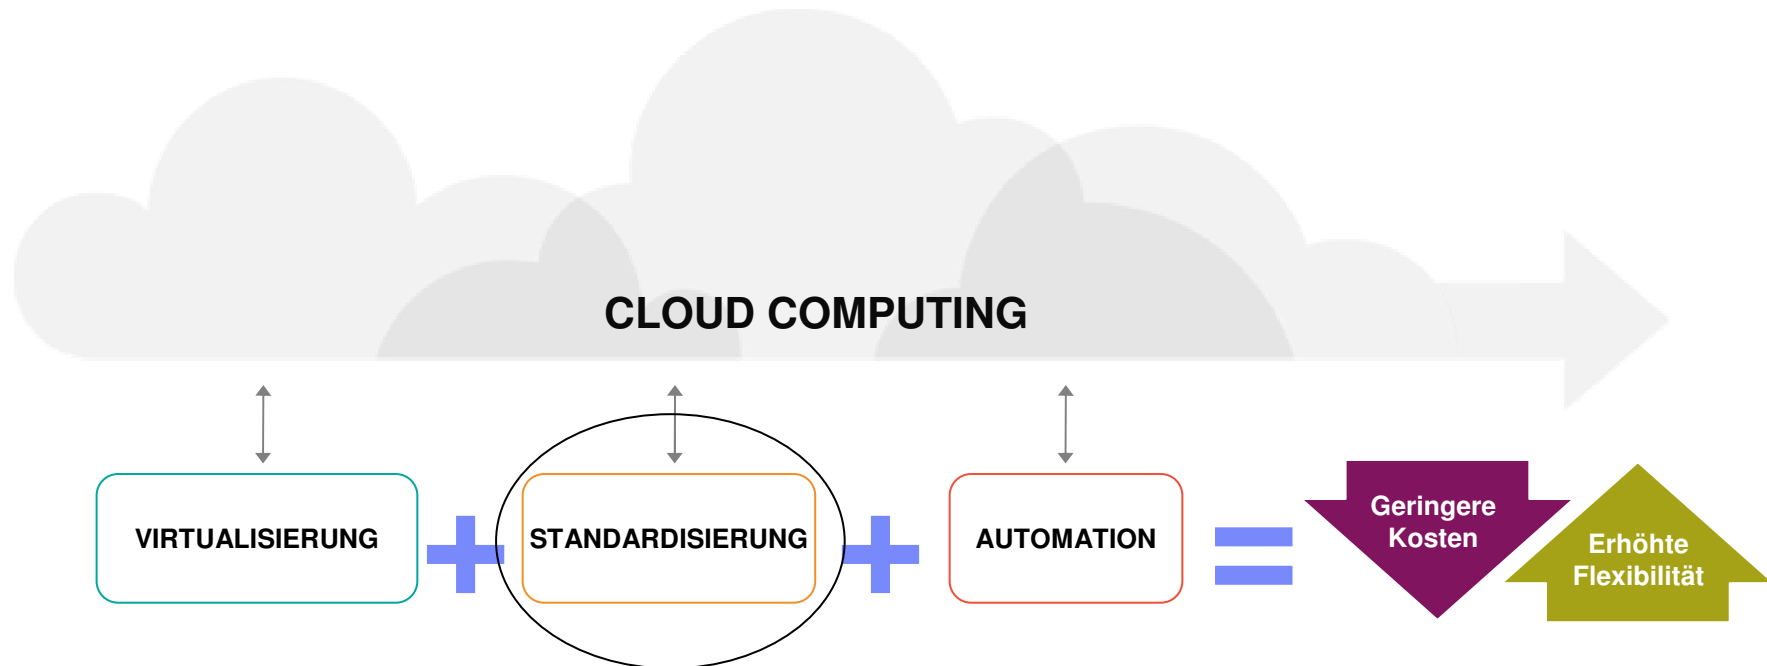 CLOUD COMPUTING
VIRTUALISIERUNG
STANDARDISIERUNG
AUTOMATION
Geringere
Kosten
Erhöhte
Flexibilität